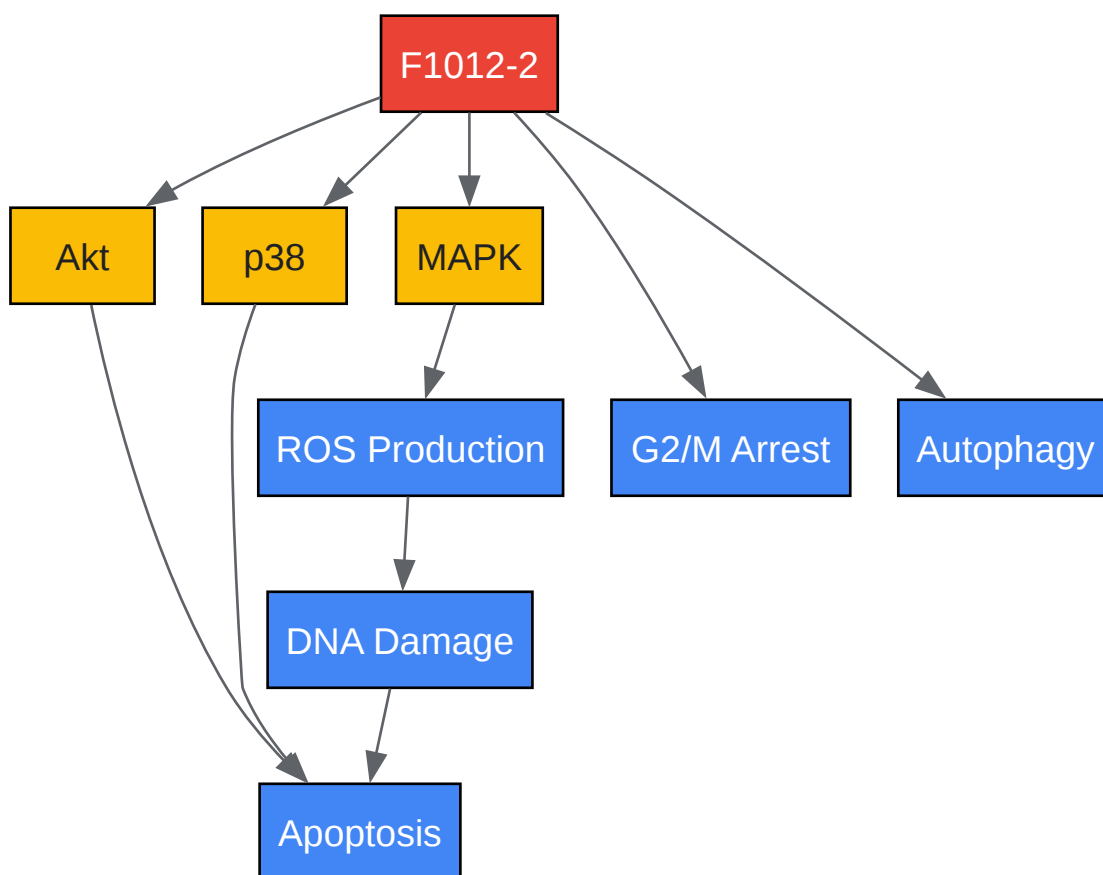 F1012-2
Akt
p38
MAPK
ROS Production
G2/M Arrest
Autophagy
DNA Damage
Apoptosis